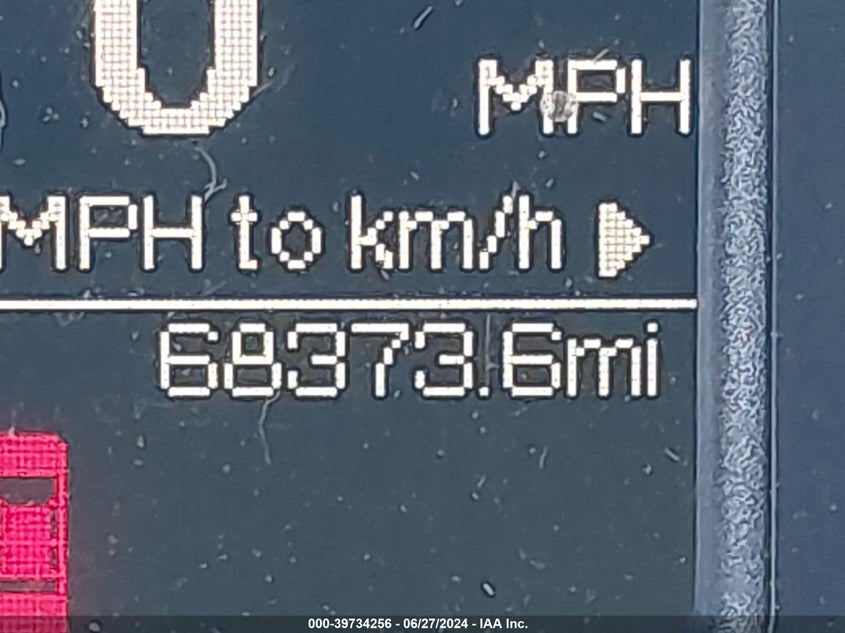 0 MPH
MPH to km/h
68373.6mi
000-39734256 - 06/27/2024 - IAA Inc.